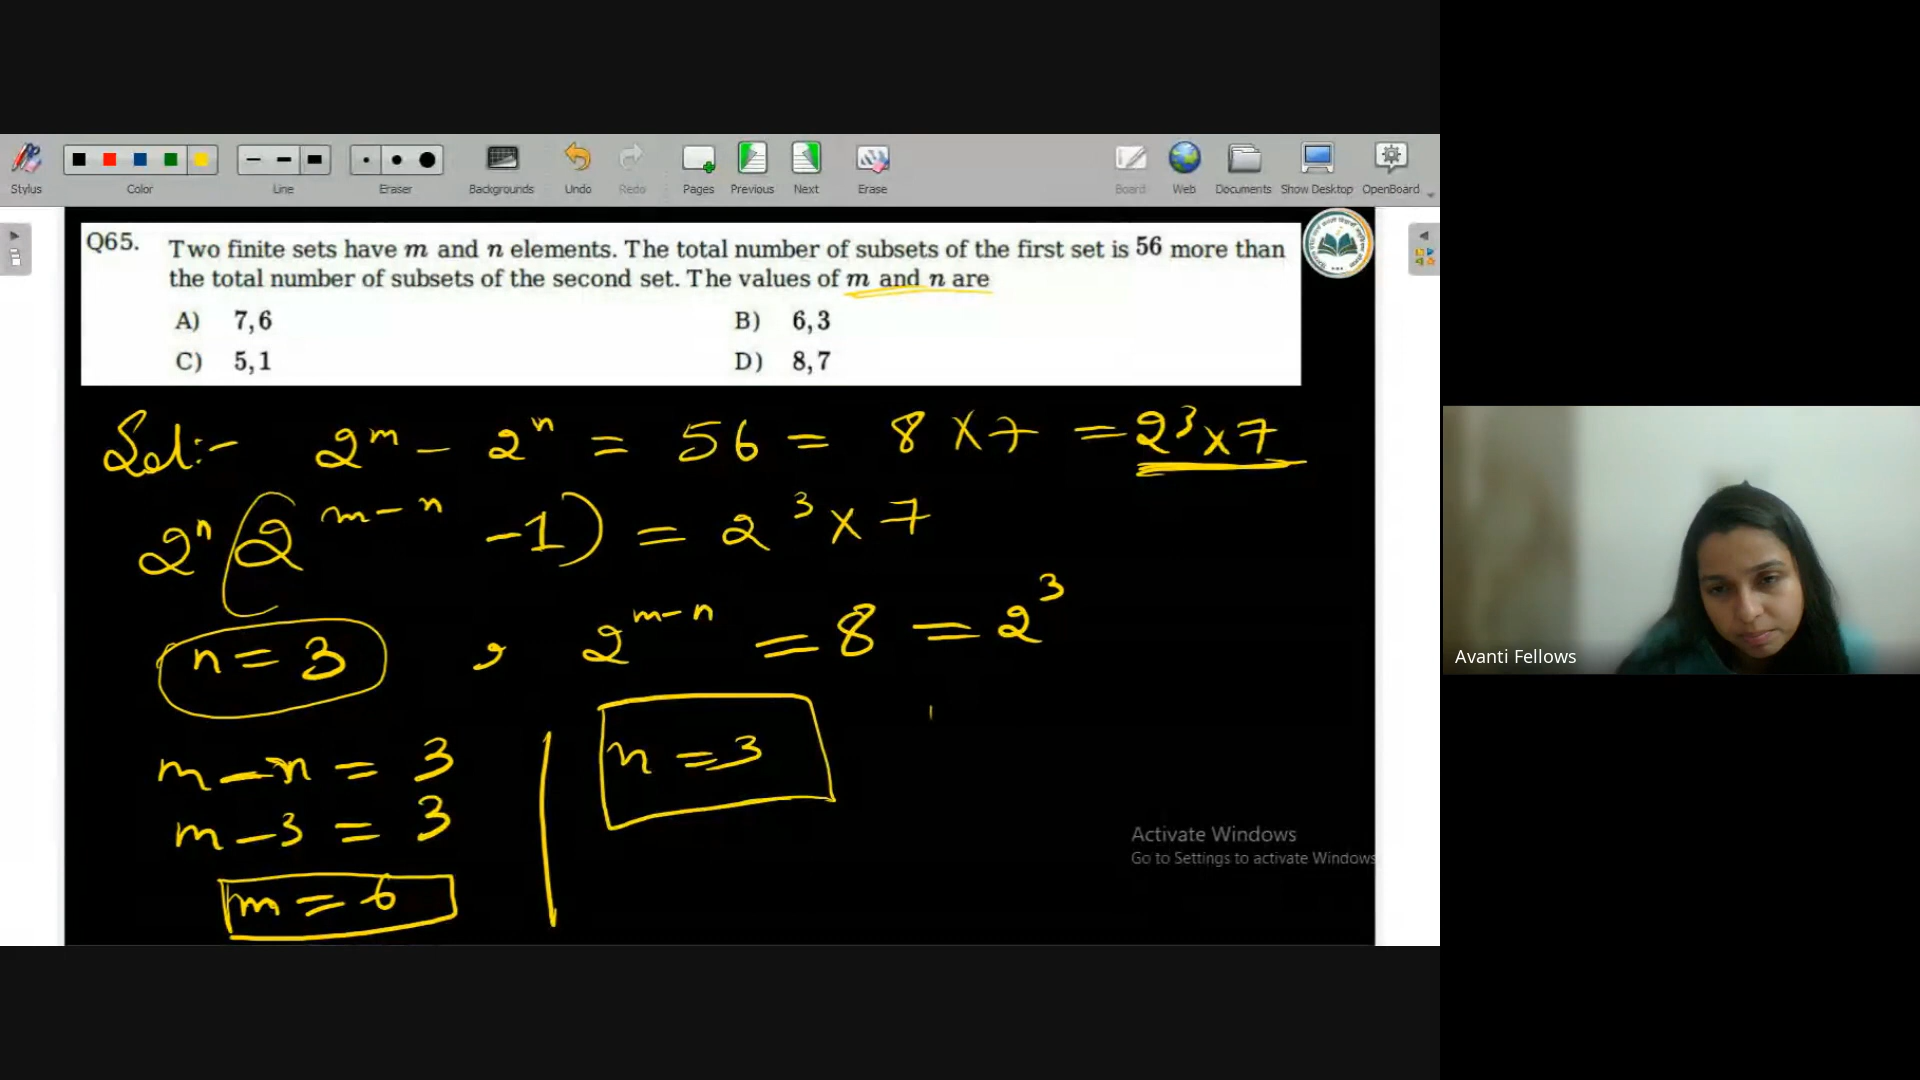 Stylus
Color
Line
Eraser
Backgrounds
Undo
Redo
Pages
Previous
Next
Erase
Board
Web
Documents
Show Desktop
OpenBoard
Q65. Two finite sets have m and n elements. The total number of subsets of the first set is 56 more than
the total number of subsets of the second set. The values of m and n are
A) 7, 6
B) 6, 3
C) 5, 1
D) 8, 7
Sol:- 2^m - 2^n = 56 = 8 × 7 = 2^3 × 7
2^n (2^{m-n} - 1) = 2^3 × 7
n = 3 , 2^{m-n} = 8 = 2^3
m - n = 3
m - 3 = 3
m = 6
n = 3
Activate Windows
Go to Settings to activate Windows
Avanti Fellows